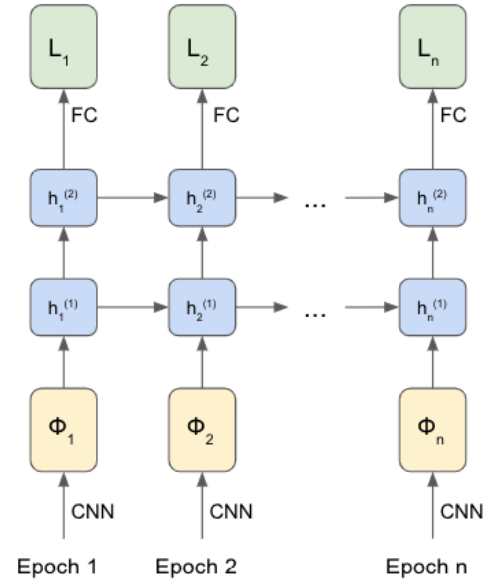 L₁ L₂ Lₙ
FC FC FC
h₁⁽²⁾ h₂⁽²⁾ ... hₙ⁽²⁾
h₁⁽¹⁾ h₂⁽¹⁾ ... hₙ⁽¹⁾
Φ₁ Φ₂ Φₙ
CNN CNN CNN
Epoch 1 Epoch 2 Epoch n